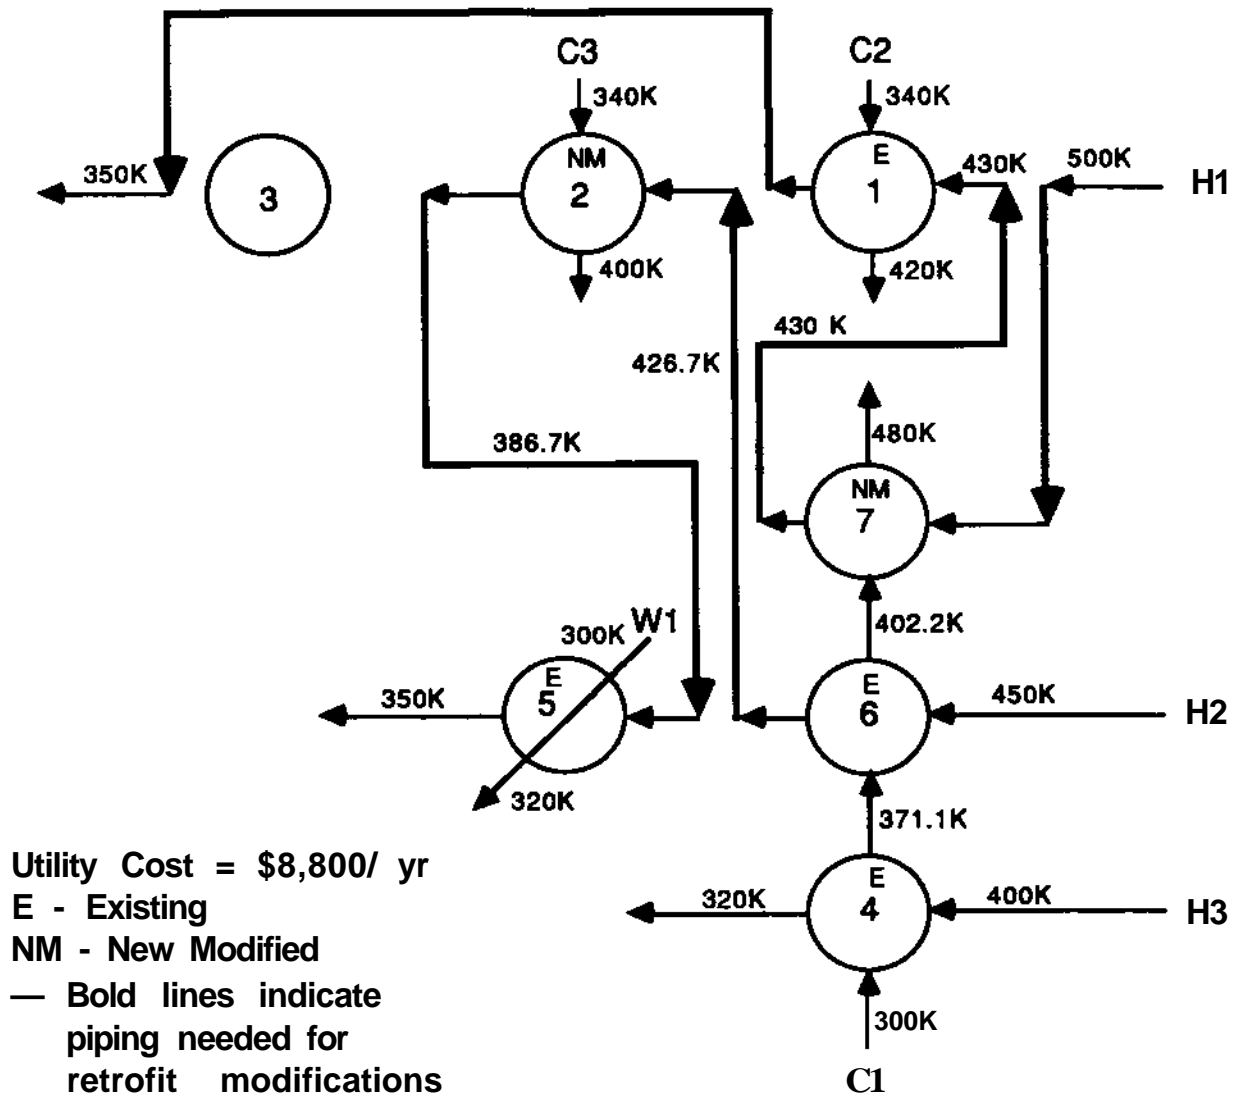 C3
C2
340K
340K
NM
2
E
1
430K
500K
H1
350K
3
400K
420K
430 K
426.7K
386.7K
480K
NM
7
402.2K
300K
W1
350K
E
5
320K
E
6
450K
H2
371.1K
320K
E
4
400K
H3
300K
C1
Utility Cost = $8,800/ yr
E - Existing
NM - New Modified
— Bold lines indicate
piping needed for
retrofit modifications